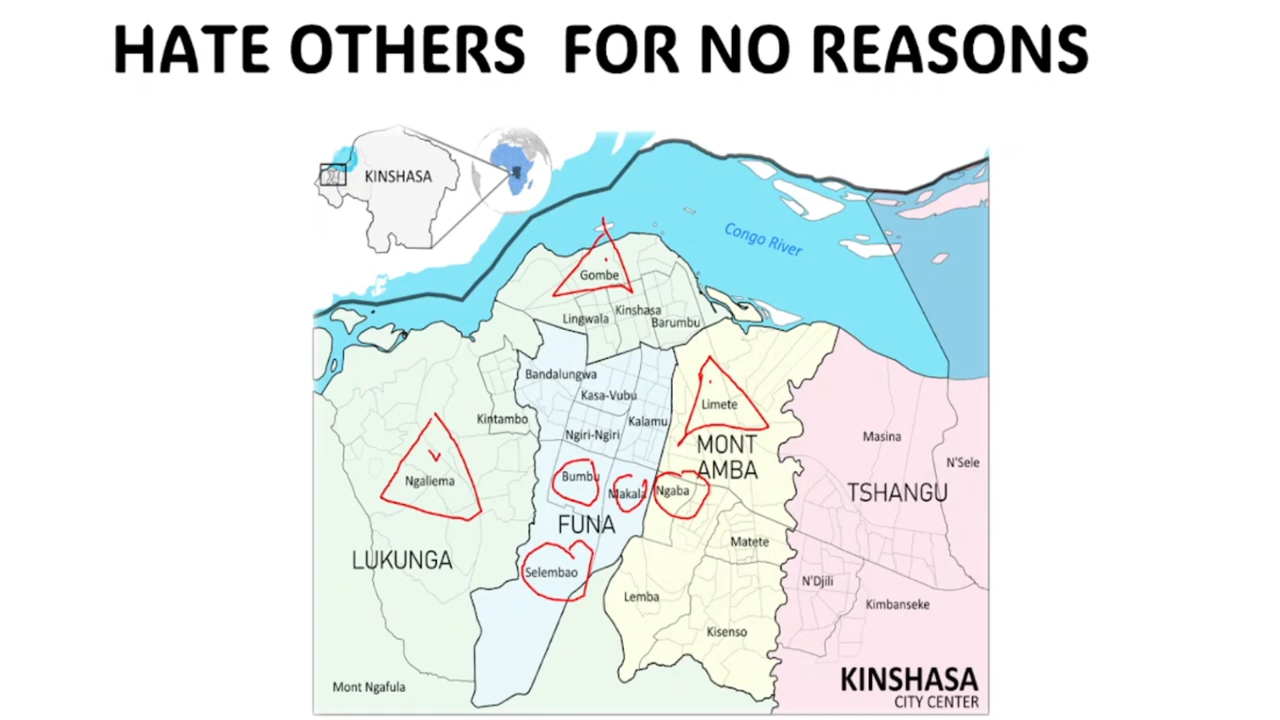 HATE OTHERS FOR NO REASONS
KINSHASA
Congo River
Gombe
Kinshasa
Lingwala
Barumbu
Bandalungwa
Kasa-Vubu
Limete
Kintambo
Kalamu
Ngiri-Ngiri
Masina
MONT
AMBA
N'Sele
Ngaliema
Bumbu
Makala
Ngaba
TSHANGU
FUNA
Matete
LUKUNGA
Selembao
N'Djili
Lemba
Kimbanseke
Kisenso
Mont Ngafula
KINSHASA
CITY CENTER